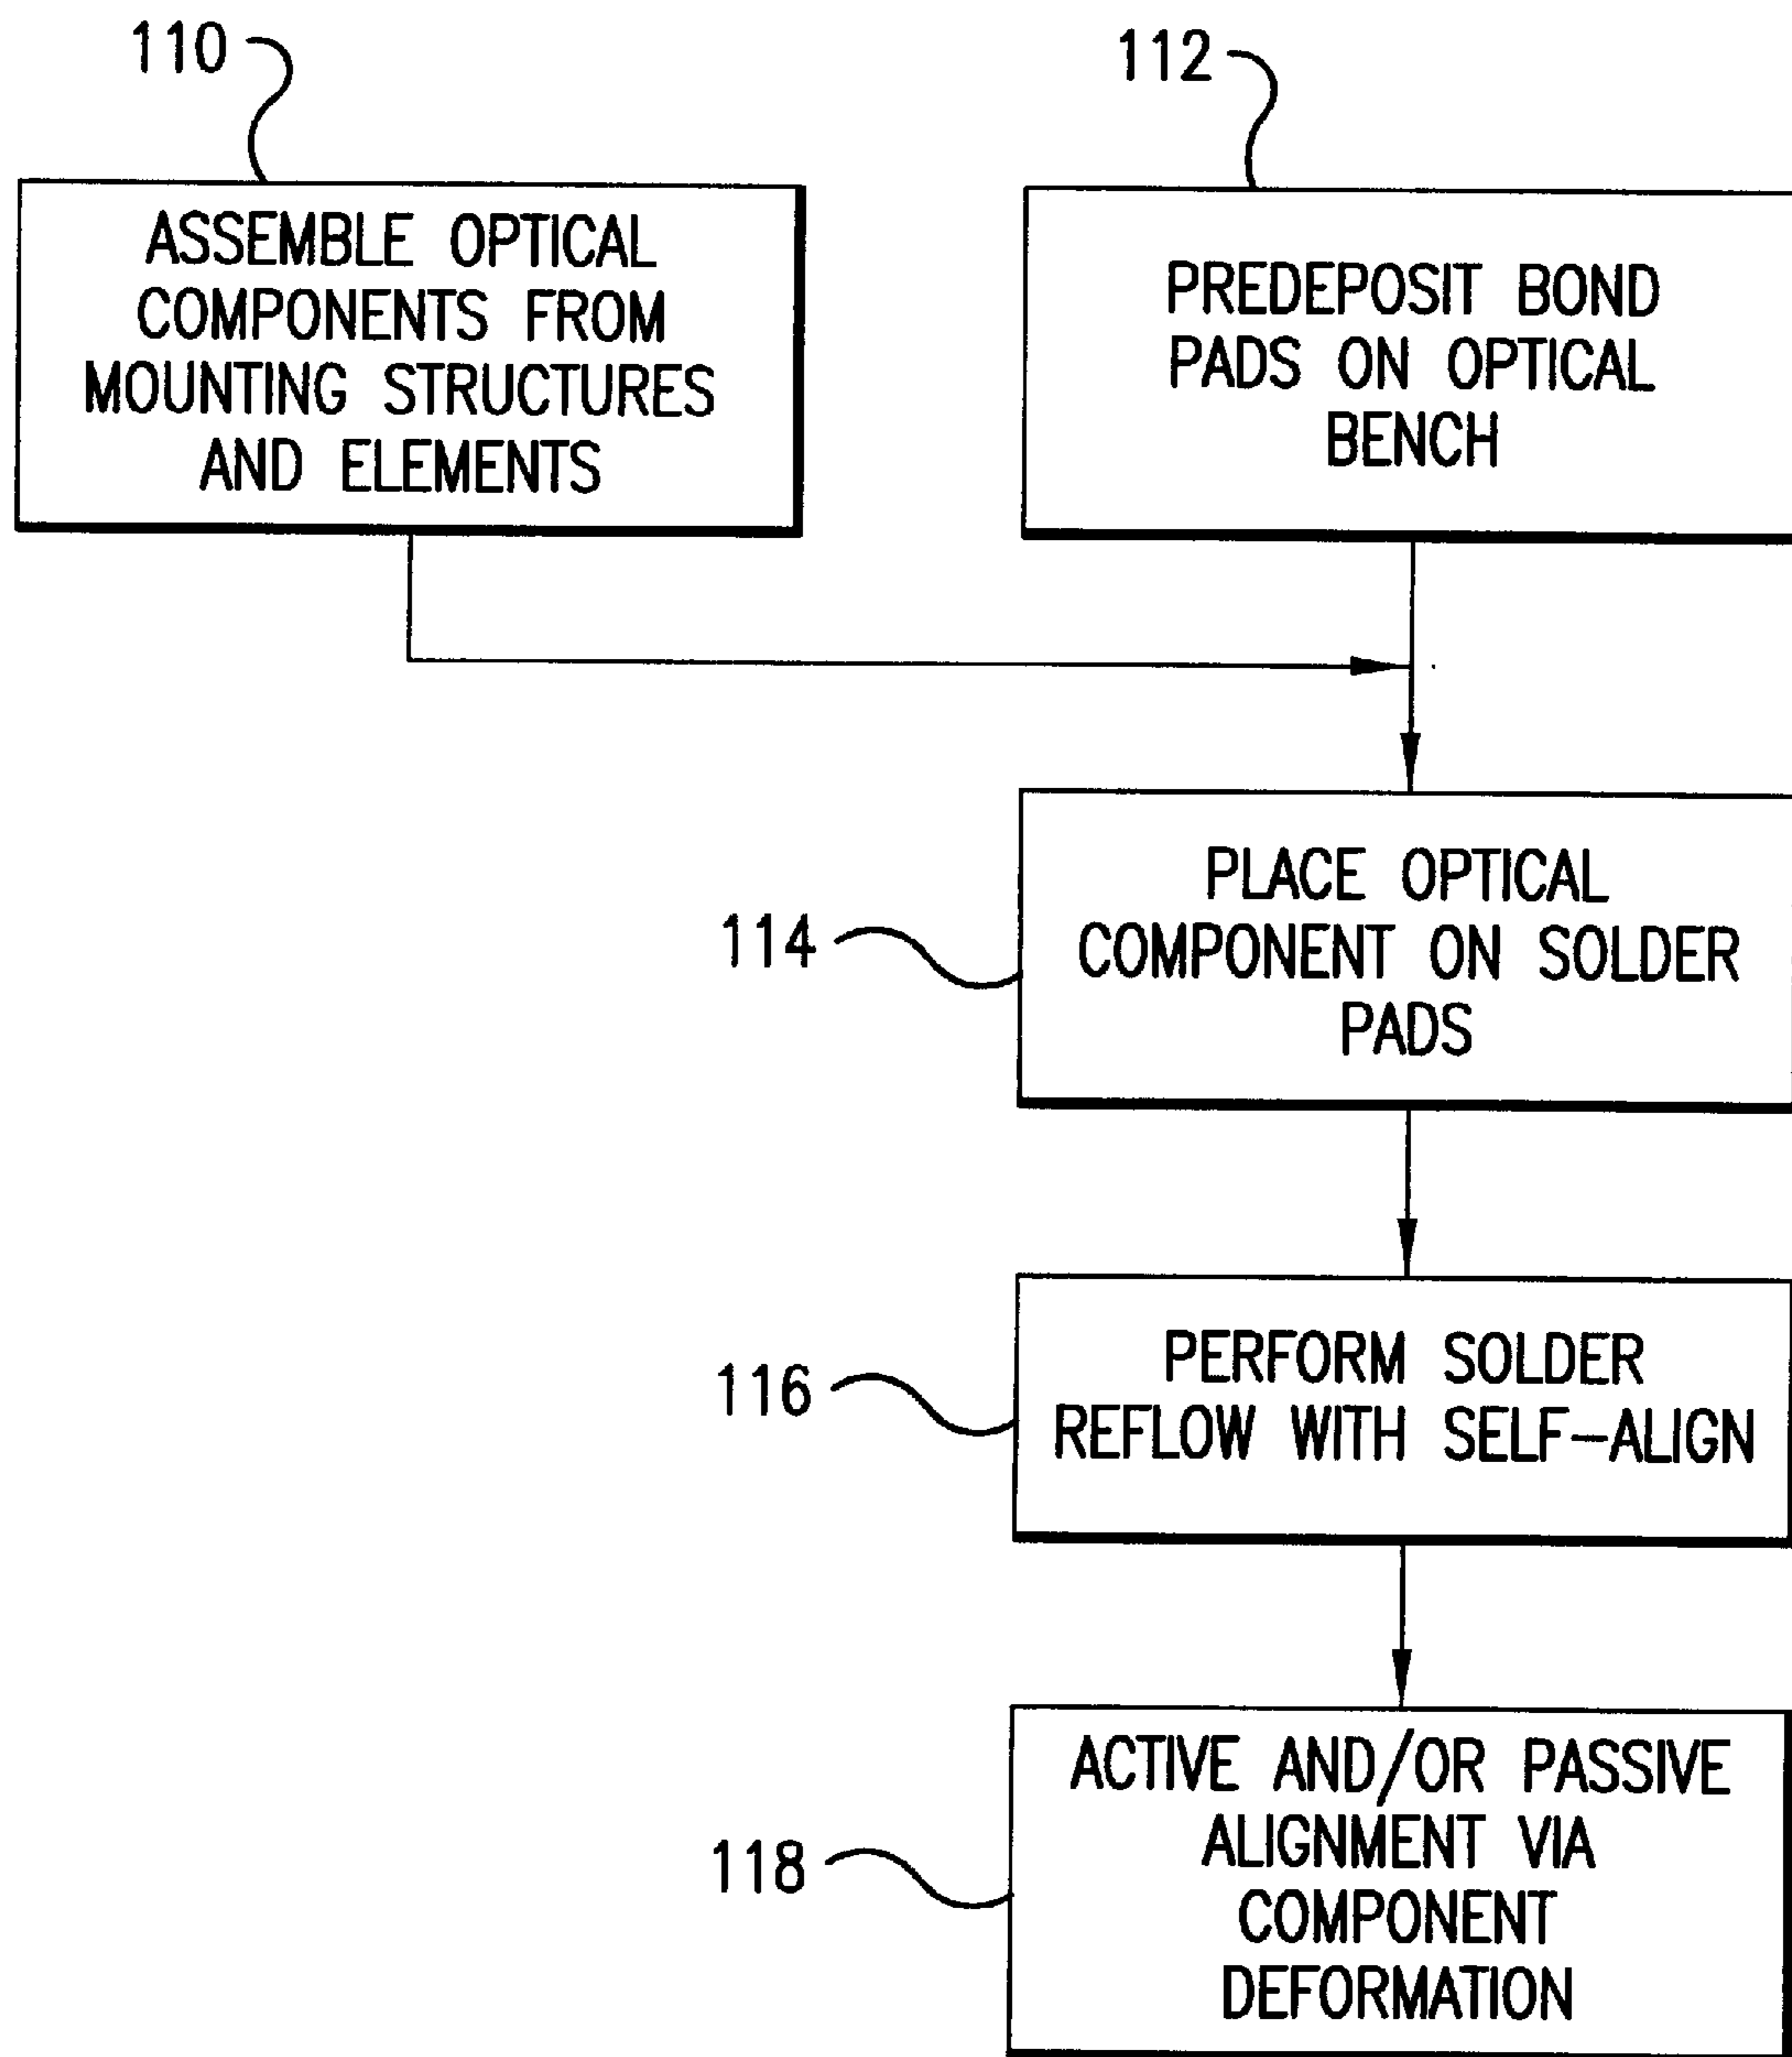 110
ASSEMBLE OPTICAL
COMPONENTS FROM
MOUNTING STRUCTURES
AND ELEMENTS
112
PREDEPOSIT BOND
PADS ON OPTICAL
BENCH
114
PLACE OPTICAL
COMPONENT ON SOLDER
PADS
116
PERFORM SOLDER
REFLOW WITH SELF-ALIGN
118
ACTIVE AND/OR PASSIVE
ALIGNMENT VIA
COMPONENT
DEFORMATION